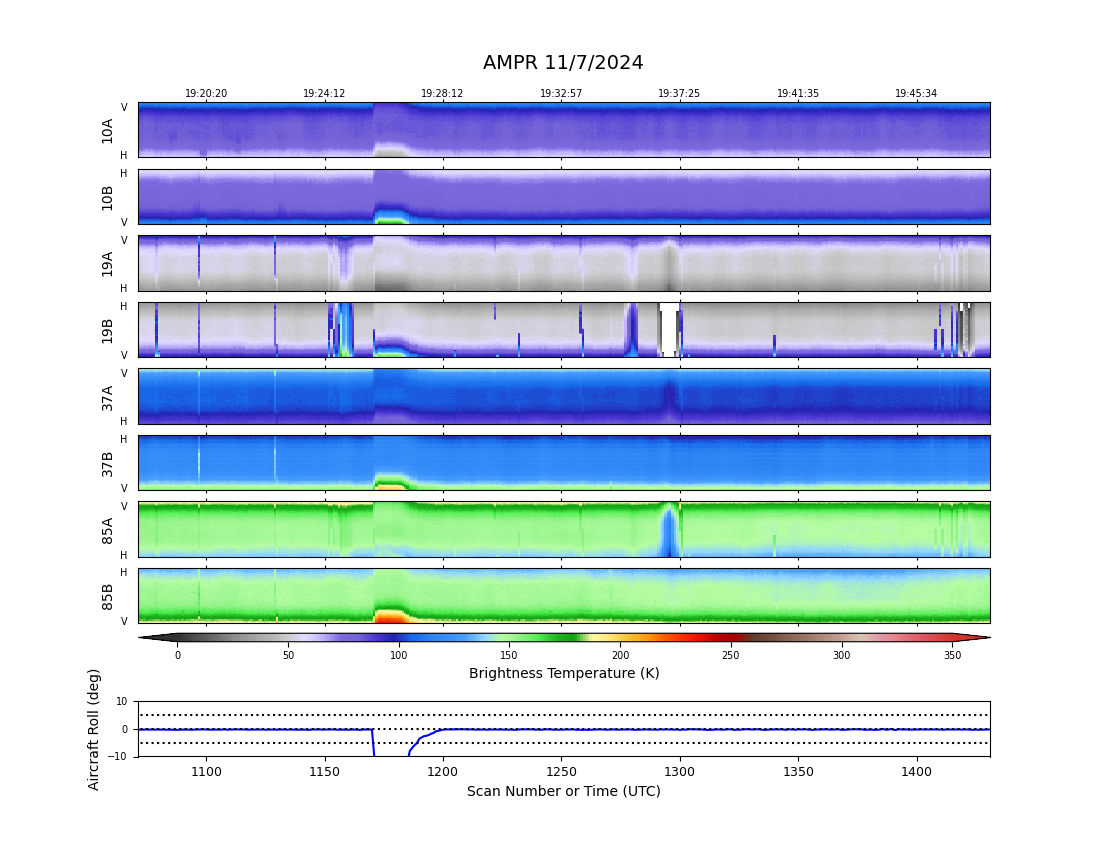 AMPR 11/7/2024
19:20:20 19:24:12 19:28:12 19:32:57 19:37:25 19:41:35 19:45:34
V
10A
H
H
10B
V
V
19A
H
H
19B
V
V
37A
H
H
37B
V
V
85A
H
H
85B
V
0 50 100 150 200 250 300 350
Brightness Temperature (K)
Aircraft Roll (deg)
10
0
−10
1100 1150 1200 1250 1300 1350 1400
Scan Number or Time (UTC)